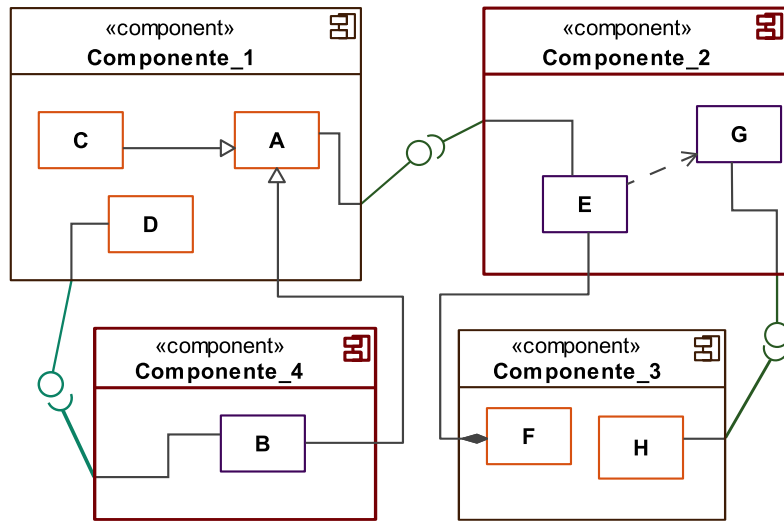 «component»
Componente_1
C
A
D
«component»
Componente_2
G
E
«component»
Componente_4
B
«component»
Componente_3
F
H